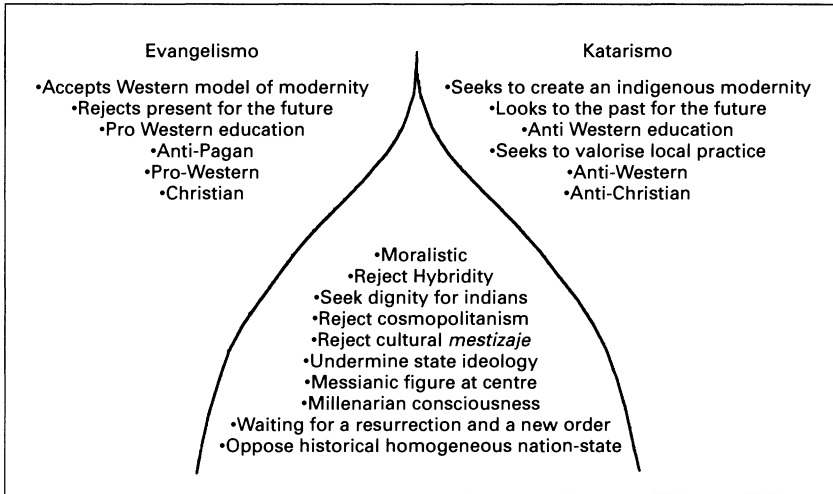 Evangelismo
•Accepts Western model of modernity
•Rejects present for the future
•Pro Western education
•Anti-Pagan
•Pro-Western
•Christian
Katarismo
•Seeks to create an indigenous modernity
•Looks to the past for the future
•Anti Western education
•Seeks to valorise local practice
•Anti-Western
•Anti-Christian
•Moralistic
•Reject Hybridity
•Seek dignity for indians
•Reject cosmopolitanism
•Reject cultural mestizaje
•Undermine state ideology
•Messianic figure at centre
•Millenarian consciousness
•Waiting for a resurrection and a new order
•Oppose historical homogeneous nation-state